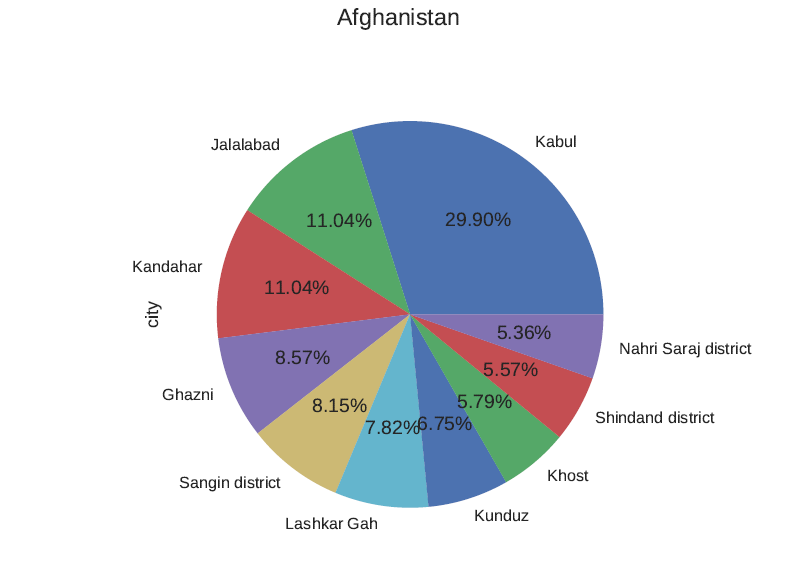 Afghanistan
Kabul
29.90%
Jalalabad
11.04%
Kandahar
11.04%
city
Ghazni
8.57%
Sangin district
8.15%
Lashkar Gah
7.82%
Kunduz
6.75%
Khost
5.79%
Shindand district
5.57%
Nahri Saraj district
5.36%